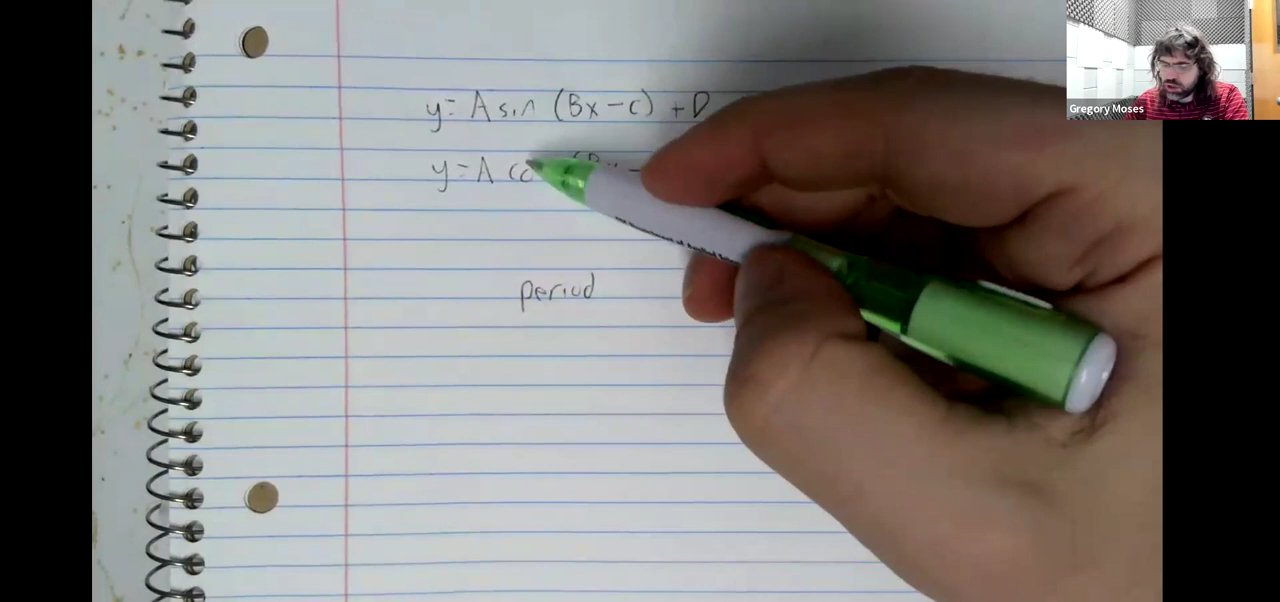 y = A sin (Bx - C) + D
Gregory Moses
y = A
period